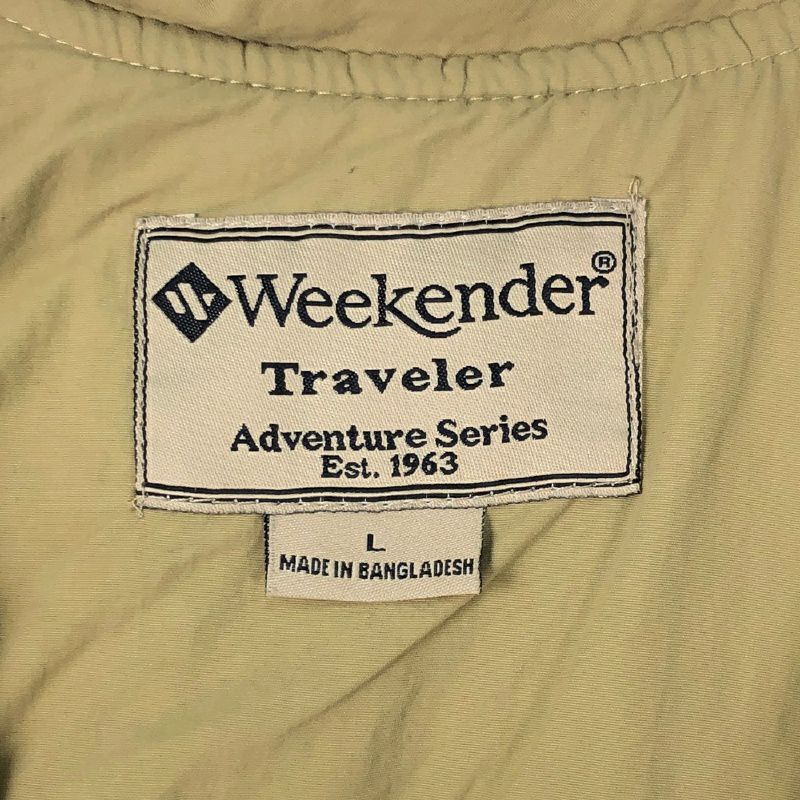 Weekender®
Traveler
Adventure Series
Est. 1963
L
MADE IN BANGLADESH